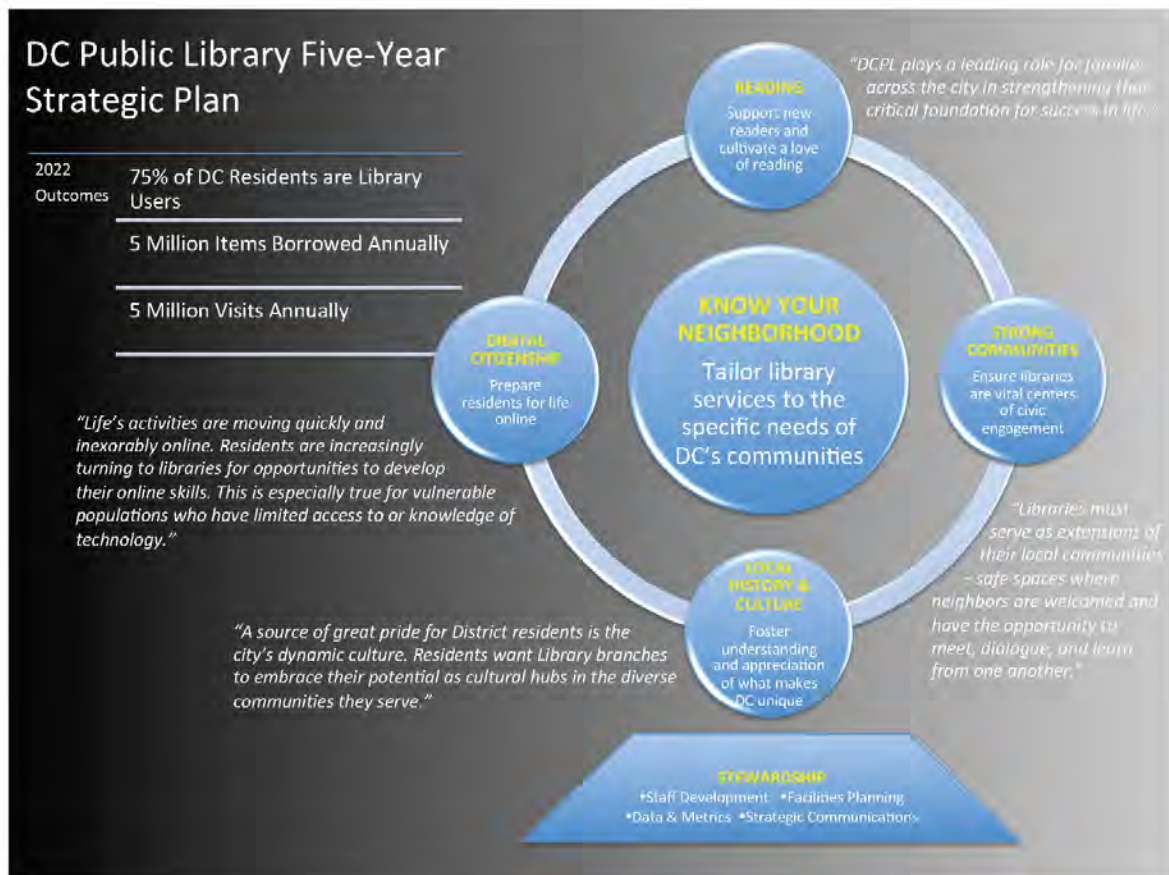 DC Public Library Five-Year
Strategic Plan
2022
Outcomes
75% of DC Residents are Library
Users
5 Million Items Borrowed Annually
5 Million Visits Annually
READING
Support new
readers and
cultivate a love
of reading
"DCPL plays a leading role for families
across the city in strengthening that
critical foundation for success in life."
KNOW YOUR
NEIGHBORHOOD
Tailor library
services to the
specific needs of
DC's communities
DIGITAL
CITIZENSHIP
Prepare
residents for life
online
STRONG
COMMUNITIES
Ensure libraries
are vital centers
of civic
engagement
"Life's activities are moving quickly and
inexorably online. Residents are increasingly
turning to libraries for opportunities to develop
their online skills. This is especially true for vulnerable
populations who have limited access to or knowledge of
technology."
"Libraries must
serve as extensions of
their local communities
– safe spaces where
neighbors are welcomed and
have the opportunity to
meet, dialogue, and learn
from one another."
LOCAL
HISTORY &
CULTURE
Foster
understanding
and appreciation
of what makes
DC unique
"A source of great pride for District residents is the
city's dynamic culture. Residents want Library branches
to embrace their potential as cultural hubs in the diverse
communities they serve."
STEWARDSHIP
•Staff Development •Facilities Planning
•Data & Metrics •Strategic Communications